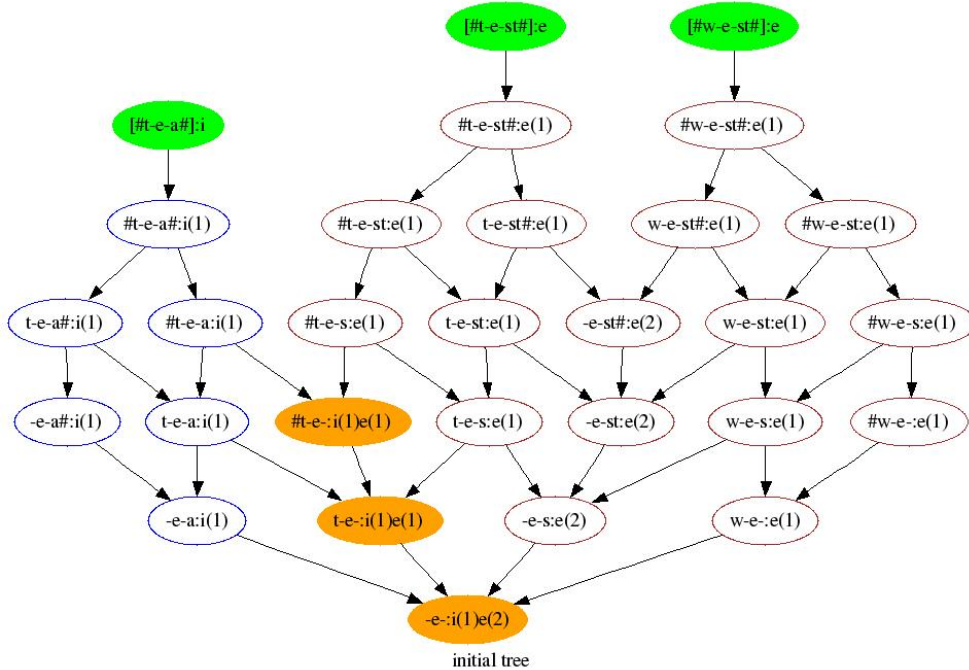 [#t-e-st#]:e
[#w-e-st#]:e
[#t-e-a#]:i
#t-e-st#:e(1)
#w-e-st#:e(1)
#t-e-a#:i(1)
#t-e-st:e(1)
t-e-st#:e(1)
w-e-st#:e(1)
#w-e-st:e(1)
t-e-a#:i(1)
#t-e-a:i(1)
#t-e-s:e(1)
t-e-st:e(1)
-e-st#:e(2)
w-e-st:e(1)
#w-e-s:e(1)
-e-a#:i(1)
t-e-a:i(1)
#t-e-:i(1)e(1)
t-e-s:e(1)
-e-st:e(2)
w-e-s:e(1)
#w-e-:e(1)
-e-a:i(1)
t-e-:i(1)e(1)
-e-s:e(2)
w-e-:e(1)
-e-:i(1)e(2)
initial tree